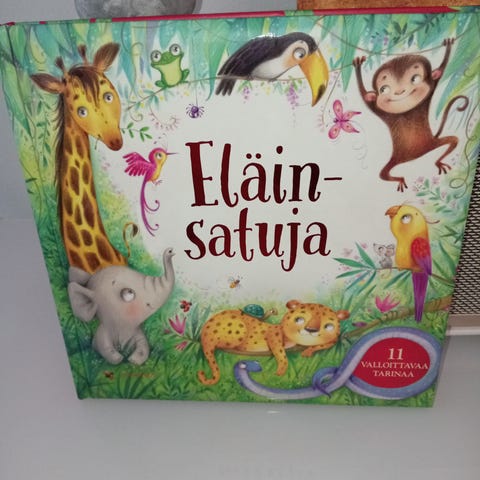 Eläin-
satuja
11
VALLOITTAVAA
TARINAA